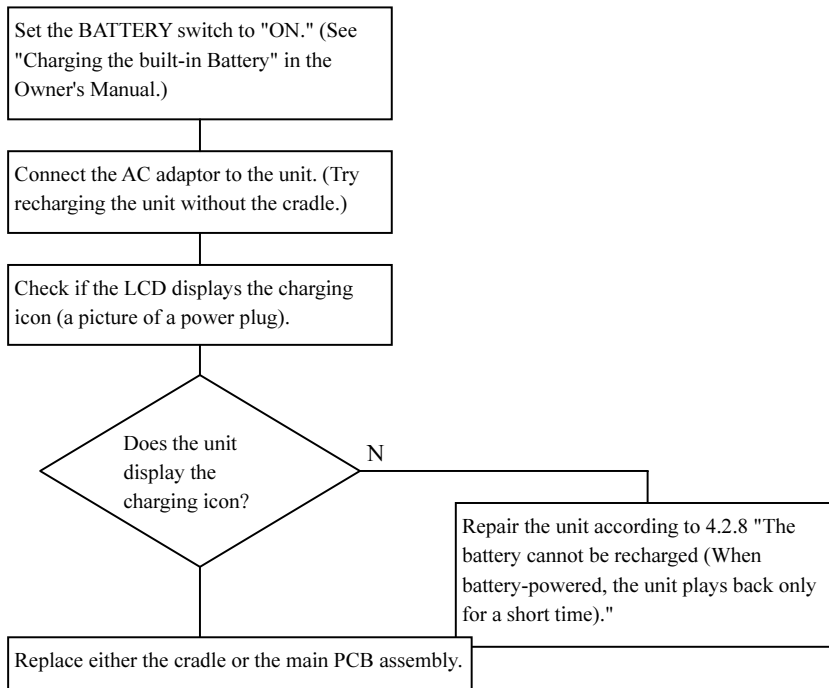 Set the BATTERY switch to "ON." (See
"Charging the built-in Battery" in the
Owner's Manual.)
Connect the AC adaptor to the unit. (Try
recharging the unit without the cradle.)
Check if the LCD displays the charging
icon (a picture of a power plug).
Does the unit
display the
charging icon?
N
Repair the unit according to 4.2.8 "The
battery cannot be recharged (When
battery-powered, the unit plays back only
for a short time)."
Replace either the cradle or the main PCB assembly.